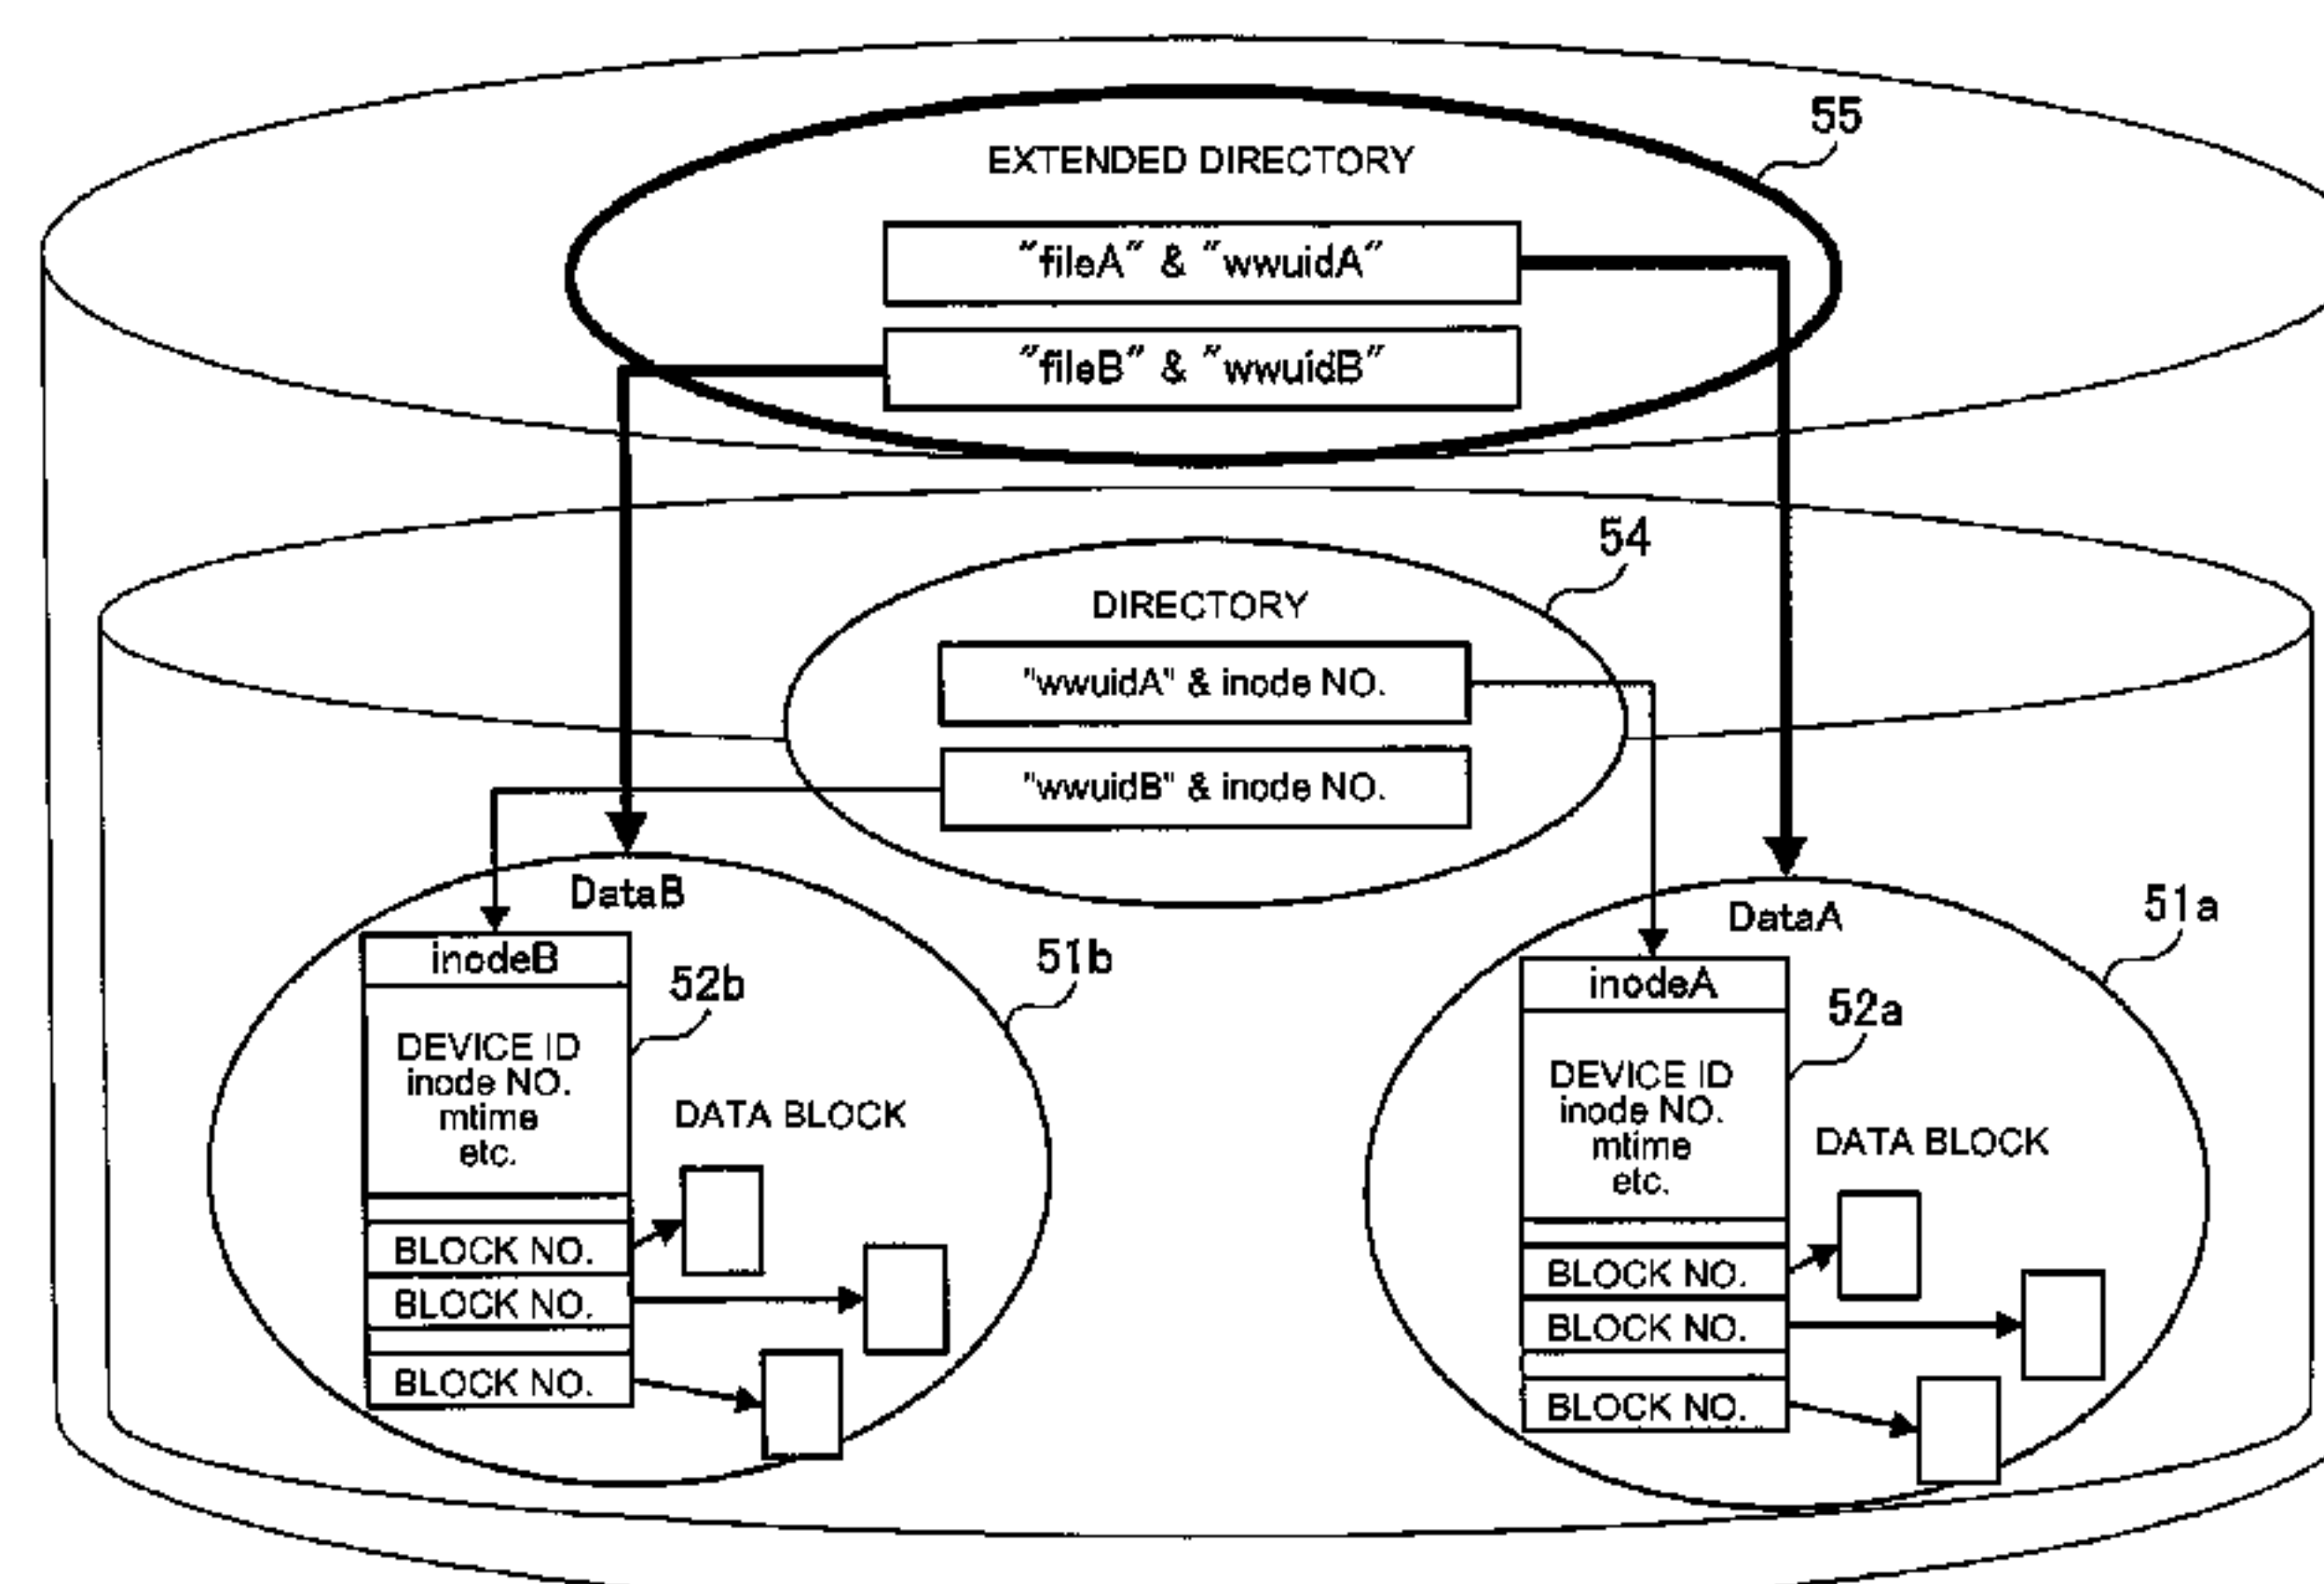 55
EXTENDED DIRECTORY
"fileA" & "wwuidA"
"fileB" & "wwuidB"
54
DIRECTORY
"wwuidA" & inode NO.
"wwuidB" & inode NO.
DataB
51b
inodeB
52b
DEVICE ID
inode NO.
mtime
etc.
DATA BLOCK
BLOCK NO.
BLOCK NO.
BLOCK NO.
DataA
51a
inodeA
52a
DEVICE ID
inode NO.
mtime
etc.
DATA BLOCK
BLOCK NO.
BLOCK NO.
BLOCK NO.